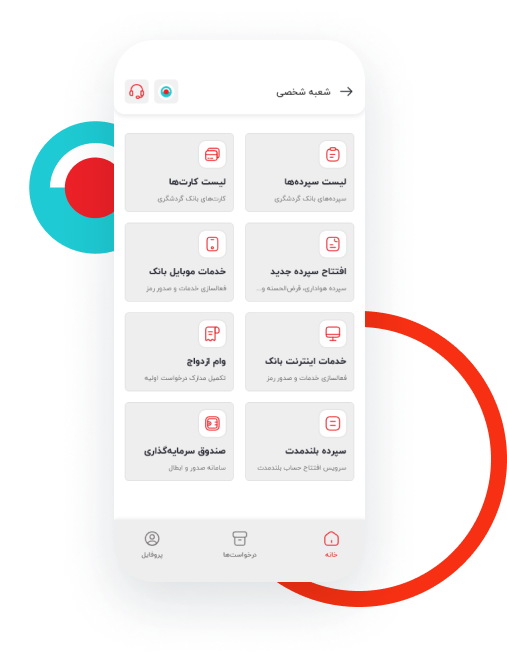 شعبه شخصی
لیست سپرده‌ها
سپرده‌های بانک گردشگری
لیست کارت‌ها
کارت‌های بانک گردشگری
افتتاح سپرده جدید
سپرده هواداری، قرض‌الحسنه و...
خدمات موبایل بانک
فعالسازی خدمات و صدور رمز
خدمات اینترنت بانک
فعالسازی خدمات و صدور رمز
وام ازدواج
تکمیل مدارک درخواست اولیه
سپرده بلندمدت
سرویس افتتاح حساب بلندمدت
صندوق سرمایه‌گذاری
سامانه صدور و ابطال
خانه
درخواست‌ها
پروفایل